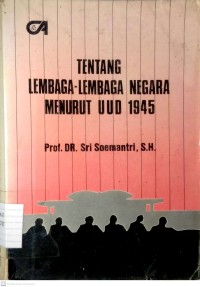 TENTANG
LEMBAGA-LEMBAGA NEGARA
MENURUT UUD 1945
Prof. DR. Sri Soemantri, S.H.